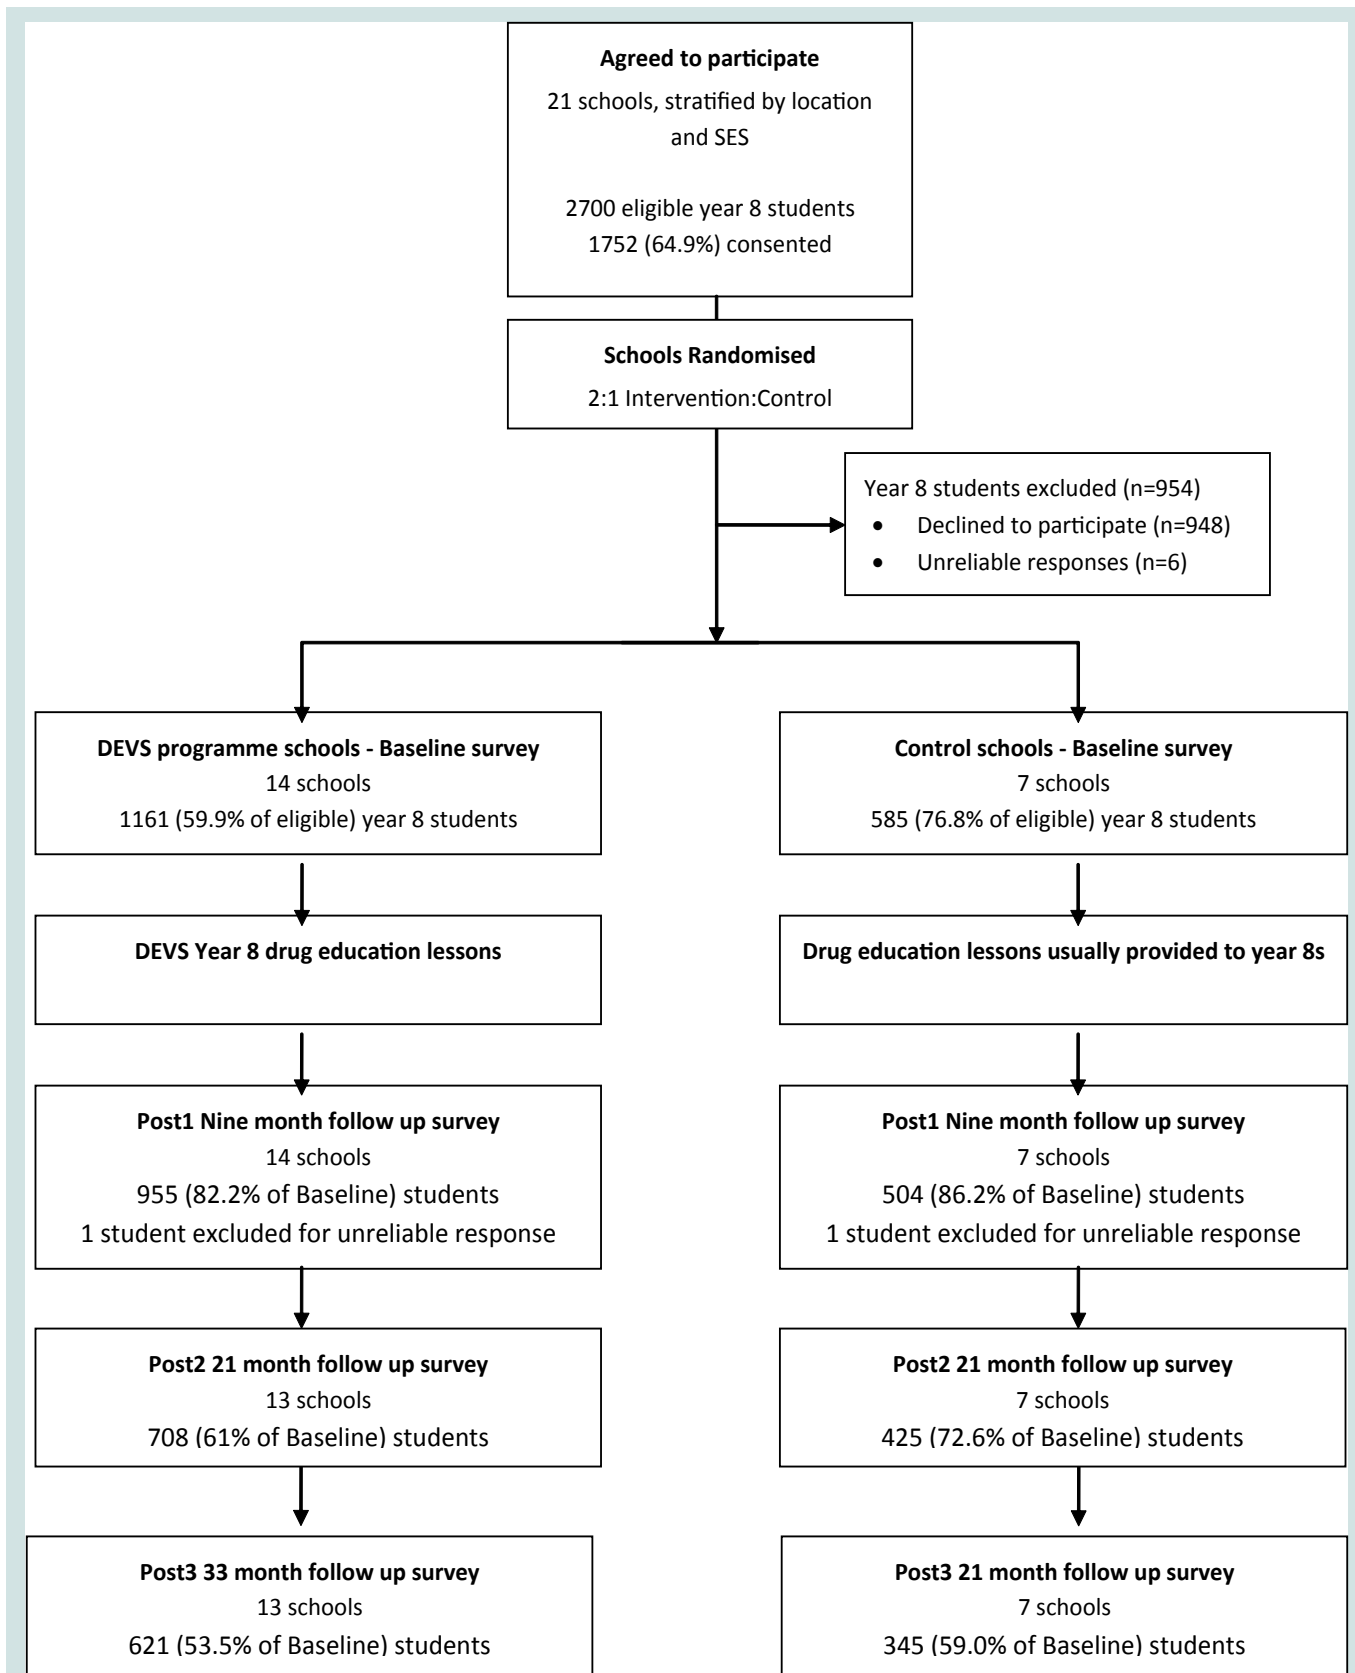 Agreed to participate
21 schools, stratified by location
and SES
2700 eligible year 8 students
1752 (64.9%) consented
Schools Randomised
2:1 Intervention:Control
Year 8 students excluded (n=954)
• Declined to participate (n=948)
• Unreliable responses (n=6)
DEVS programme schools - Baseline survey
14 schools
1161 (59.9% of eligible) year 8 students
Control schools - Baseline survey
7 schools
585 (76.8% of eligible) year 8 students
DEVS Year 8 drug education lessons
Drug education lessons usually provided to year 8s
Post1 Nine month follow up survey
14 schools
955 (82.2% of Baseline) students
1 student excluded for unreliable response
Post1 Nine month follow up survey
7 schools
504 (86.2% of Baseline) students
1 student excluded for unreliable response
Post2 21 month follow up survey
13 schools
708 (61% of Baseline) students
Post2 21 month follow up survey
7 schools
425 (72.6% of Baseline) students
Post3 33 month follow up survey
13 schools
621 (53.5% of Baseline) students
Post3 21 month follow up survey
7 schools
345 (59.0% of Baseline) students